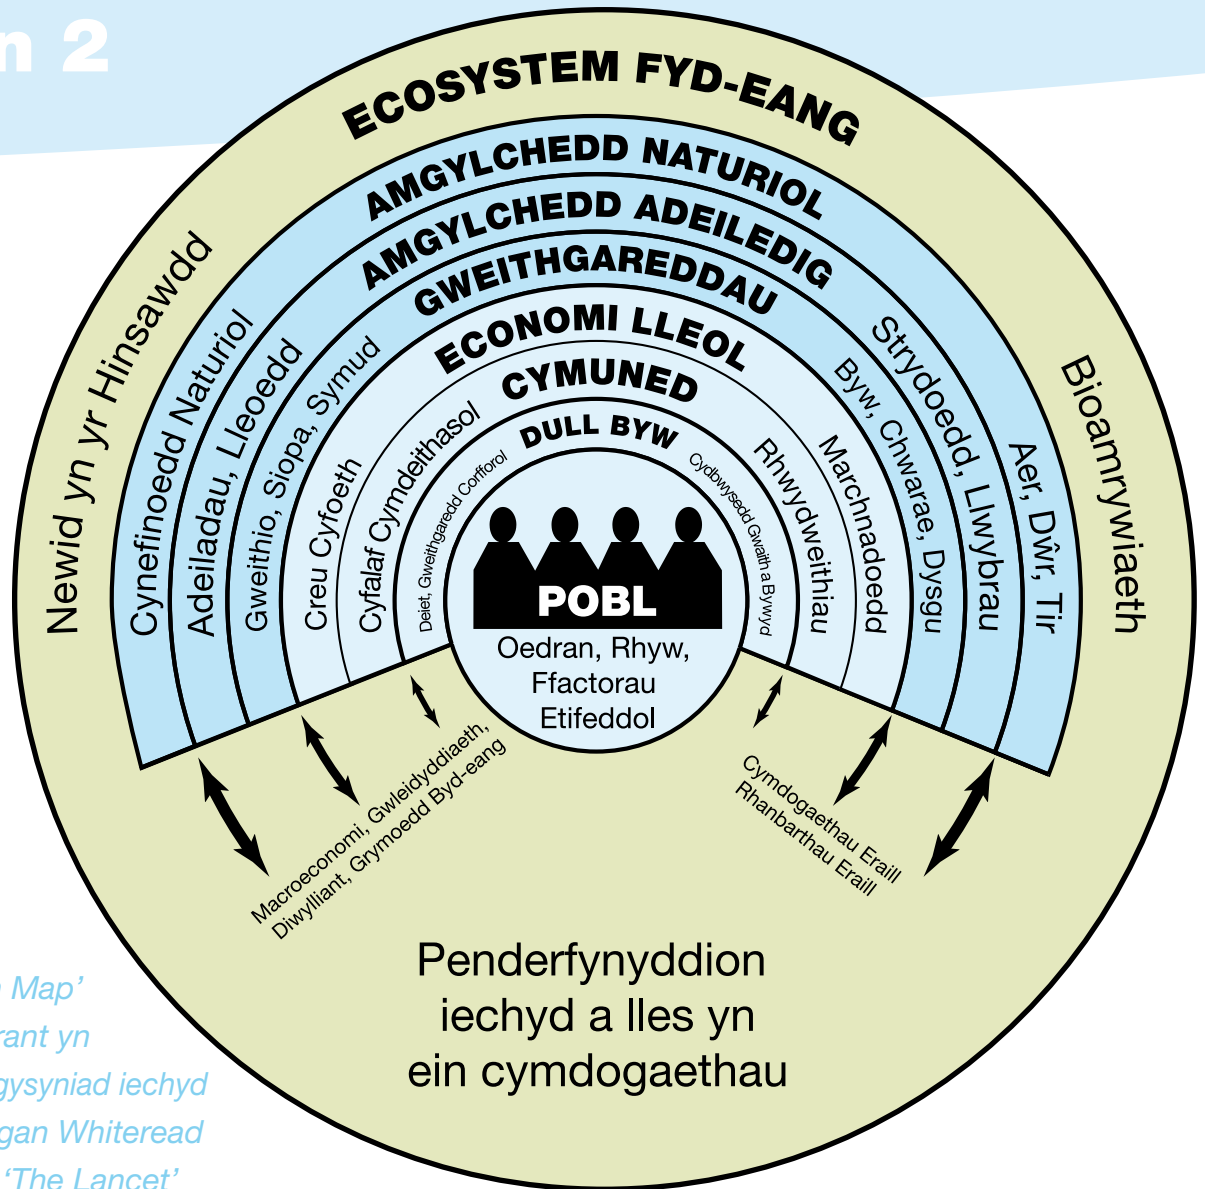 n 2
ECOSYSTEM FYD-EANG
Newid yn yr Hinsawdd
Bioamrywiaeth
AMGYLCHEDD NATURIOL
Cynefinoedd Naturiol
Aer, Dŵr, Tir
AMGYLCHEDD ADEILEDIG
Adeiladau, Lleoedd
Strydoedd, Llwybrau
GWEITHGAREDDAU
Gweithio, Siopa, Symud
Byw, Chwarae, Dysgu
ECONOMI LLEOL
Creu Cyfoeth
Marchnadoedd
CYMUNED
Cyfalaf Cymdeithasol
Rhwydweithiau
DULL BYW
Deiet, Gweithgaredd Corfforol
Cydbwysedd Gwaith a Bywyd
POBL
Oedran, Rhyw,
Ffactorau
Etifeddol
Macroeconomi, Gwleidyddiaeth,
Diwylliant, Grymoedd Byd-eang
Cymdogaethau Eraill
Rhanbarthau Eraill
Penderfynyddion
iechyd a lles yn
ein cymdogaethau
Map’
rant yn
gysyniad iechyd
gan Whiteread
‘The Lancet’